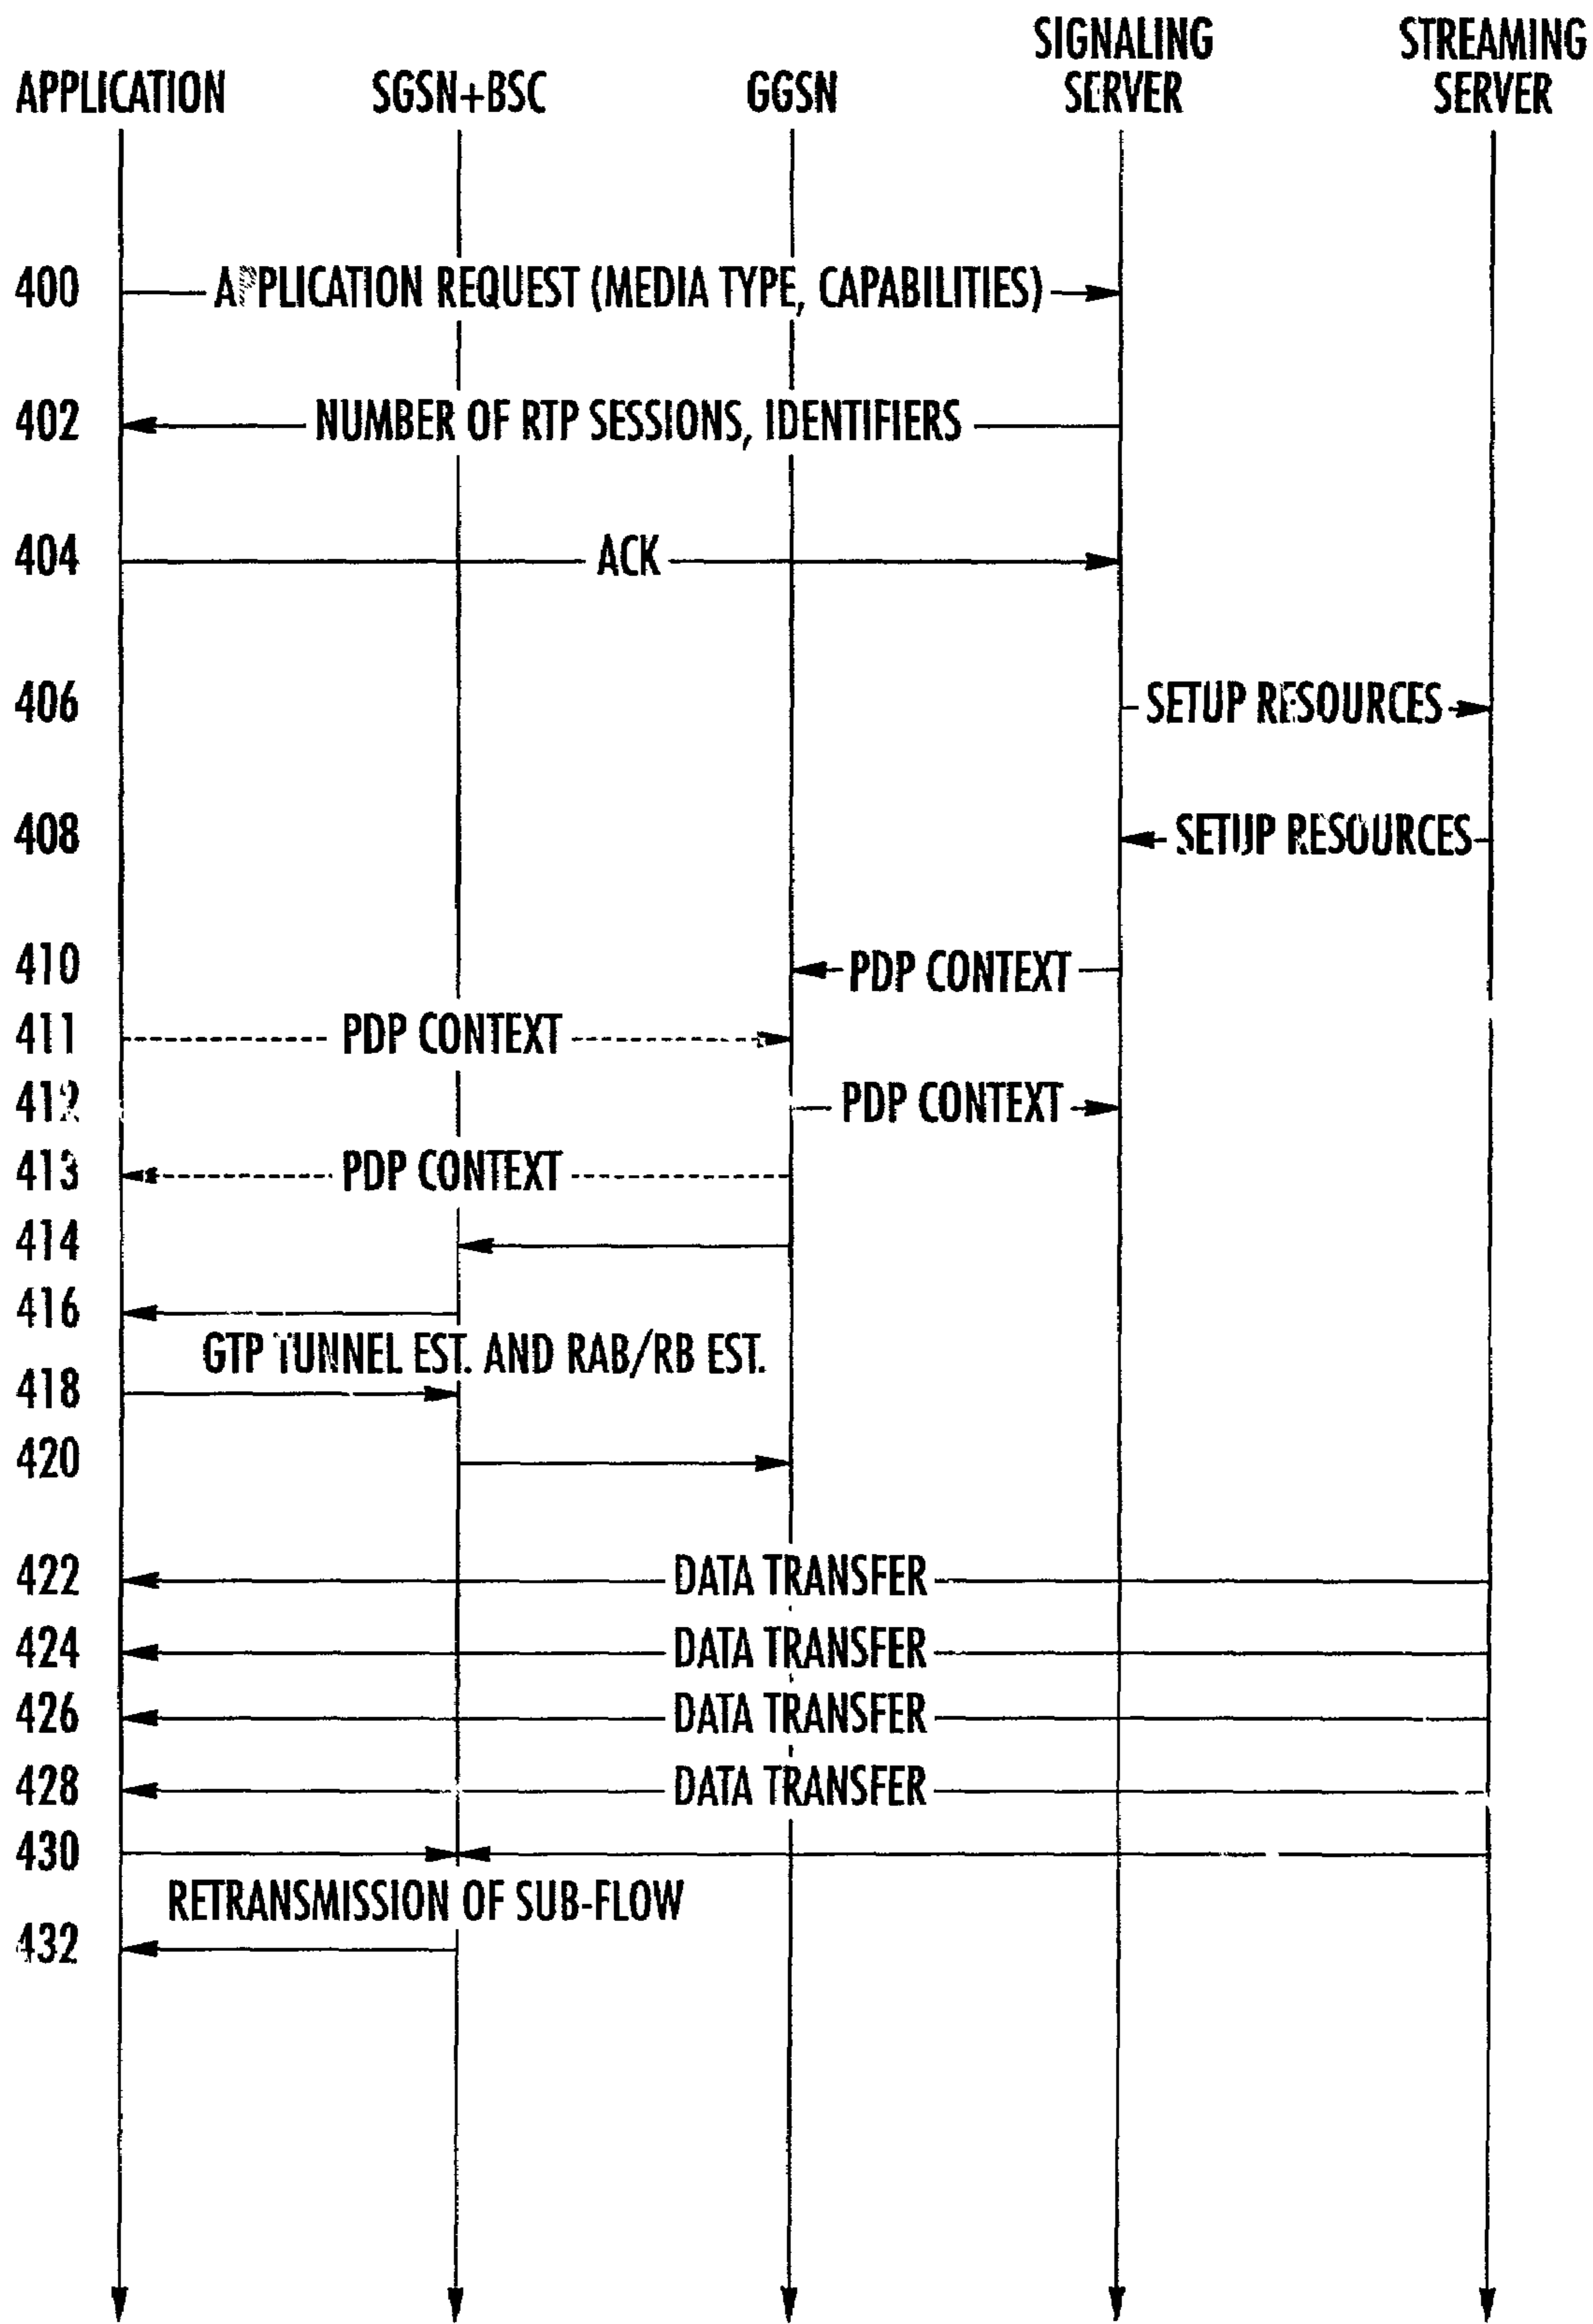 APPLICATION SGSN+BSC GGSN SIGNALING SERVER STREAMING SERVER
400 APPLICATION REQUEST (MEDIA TYPE, CAPABILITIES)
402 NUMBER OF RTP SESSIONS, IDENTIFIERS
404 ACK
406 SETUP RESOURCES
408 SETUP RESOURCES
410 PDP CONTEXT
411 PDP CONTEXT
412 PDP CONTEXT
413 PDP CONTEXT
414
416
GTP TUNNEL EST. AND RAB/RB EST.
418
420
422 DATA TRANSFER
424 DATA TRANSFER
426 DATA TRANSFER
428 DATA TRANSFER
430
RETRANSMISSION OF SUB-FLOW
432